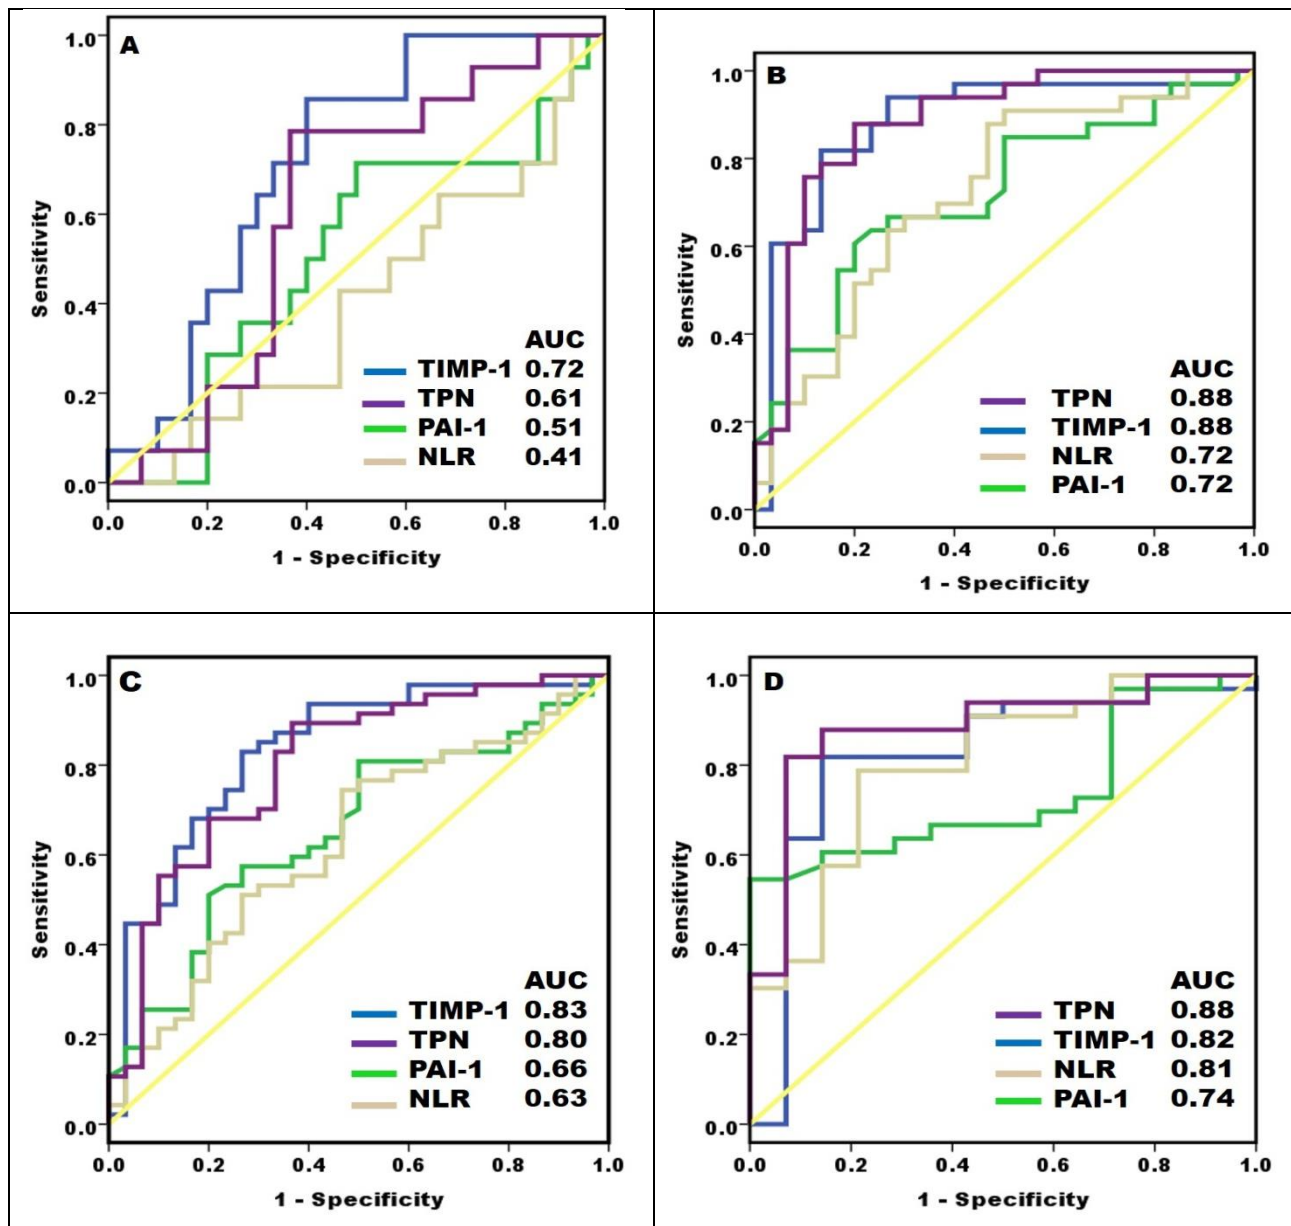 A
1.0
0.8
0.6
0.4
0.2
0.0
Sensitivity
AUC
TIMP-1 0.72
TPN 0.61
PAI-1 0.51
NLR 0.41
0.0 0.2 0.4 0.6 0.8 1.0
1 - Specificity
B
1.0
0.8
0.6
0.4
0.2
0.0
Sensitivity
AUC
TPN 0.88
TIMP-1 0.88
NLR 0.72
PAI-1 0.72
0.0 0.2 0.4 0.6 0.8 1.0
1 - Specificity
C
1.0
0.8
0.6
0.4
0.2
0.0
Sensitivity
AUC
TIMP-1 0.83
TPN 0.80
PAI-1 0.66
NLR 0.63
0.0 0.2 0.4 0.6 0.8 1.0
1 - Specificity
D
1.0
0.8
0.6
0.4
0.2
0.0
Sensitivity
AUC
TPN 0.88
TIMP-1 0.82
NLR 0.81
PAI-1 0.74
0.0 0.2 0.4 0.6 0.8 1.0
1 - Specificity